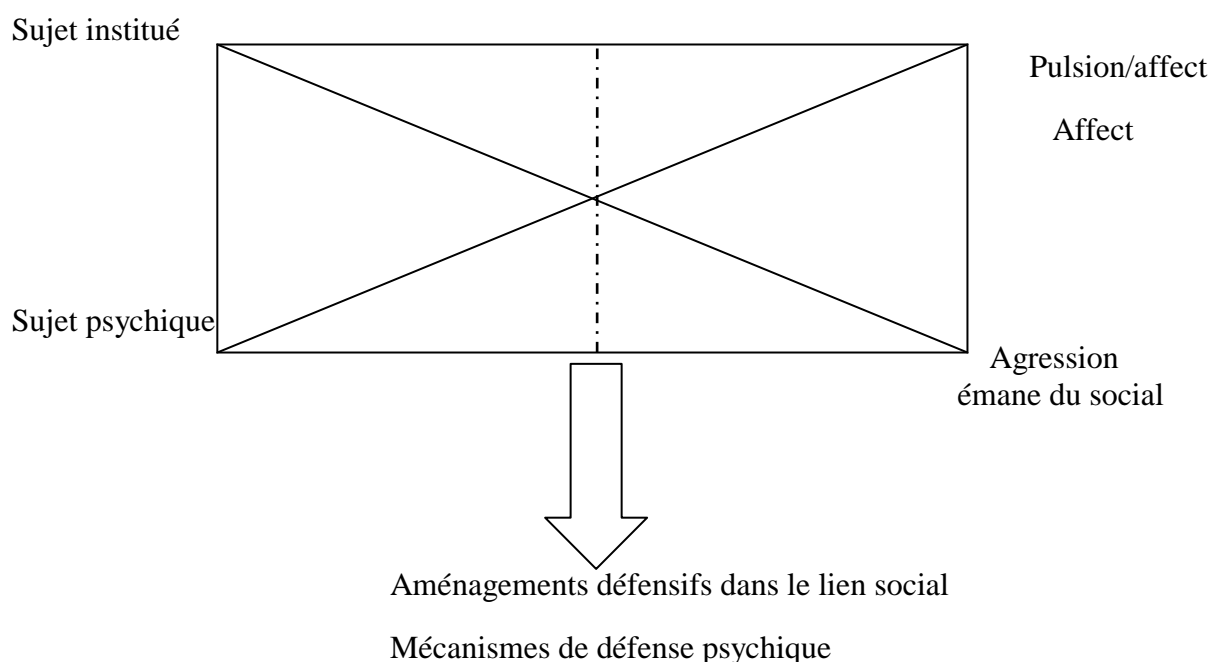 Sujet institué
Pulsion/affect
Affect
Sujet psychique
Agression
émane du social
Aménagements défensifs dans le lien social
Mécanismes de défense psychique